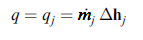 q = q_j = ṁ_j Δh_j